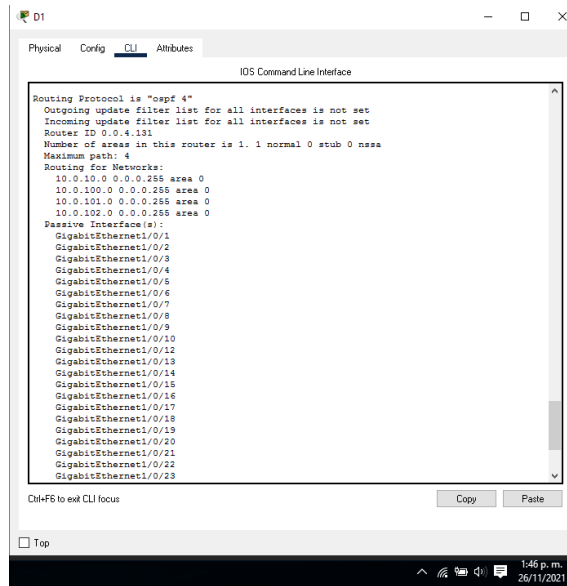 D1
Physical Config CLI Attributes
IOS Command Line Interface
Routing Protocol is "ospf 4"
Outgoing update filter list for all interfaces is not set
Incoming update filter list for all interfaces is not set
Router ID 0.0.4.131
Number of areas in this router is 1. 1 normal 0 stub 0 nssa
Maximum path: 4
Routing for Networks:
10.0.10.0 0.0.0.255 area 0
10.0.100.0 0.0.0.255 area 0
10.0.101.0 0.0.0.255 area 0
10.0.102.0 0.0.0.255 area 0
Passive Interface(s):
GigabitEthernet1/0/1
GigabitEthernet1/0/2
GigabitEthernet1/0/3
GigabitEthernet1/0/4
GigabitEthernet1/0/5
GigabitEthernet1/0/6
GigabitEthernet1/0/7
GigabitEthernet1/0/8
GigabitEthernet1/0/9
GigabitEthernet1/0/10
GigabitEthernet1/0/12
GigabitEthernet1/0/13
GigabitEthernet1/0/14
GigabitEthernet1/0/15
GigabitEthernet1/0/16
GigabitEthernet1/0/17
GigabitEthernet1/0/18
GigabitEthernet1/0/19
GigabitEthernet1/0/20
GigabitEthernet1/0/21
GigabitEthernet1/0/22
GigabitEthernet1/0/23
Ctrl+F6 to exit CLI focus Copy Paste
Top
1:46 p. m.
26/11/2021